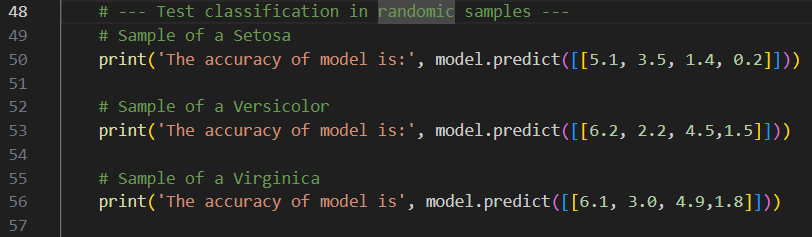 48 # --- Test classification in randomic samples ---
49 # Sample of a Setosa
50 print('The accuracy of model is:', model.predict([[5.1, 3.5, 1.4, 0.2]]))
51
52 # Sample of a Versicolor
53 print('The accuracy of model is:', model.predict([[6.2, 2.2, 4.5,1.5]]))
54
55 # Sample of a Virginica
56 print('The accuracy of model is', model.predict([[6.1, 3.0, 4.9,1.8]]))
57